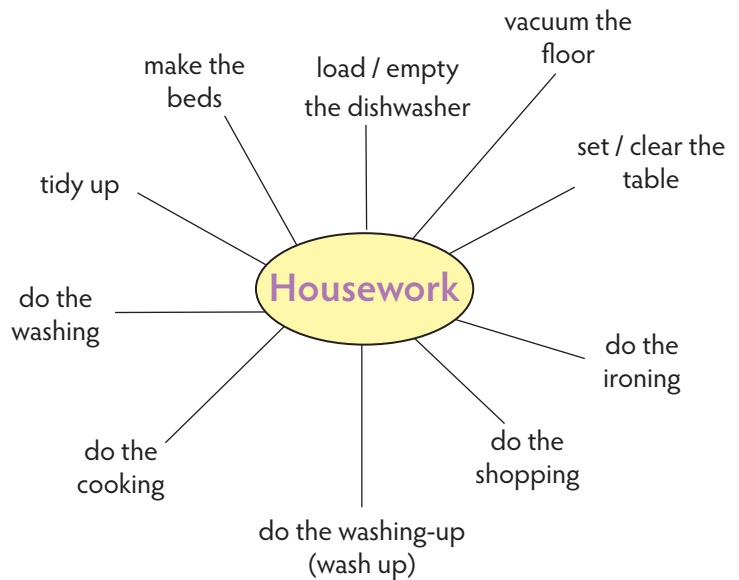 vacuum the
floor
make the
beds
load / empty
the dishwasher
set / clear the
table
tidy up
Housework
do the
washing
do the
ironing
do the
cooking
do the
shopping
do the washing-up
(wash up)